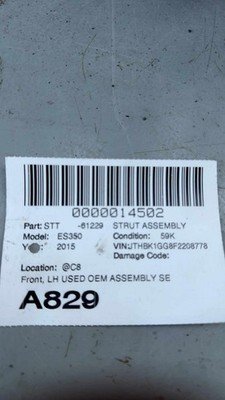 0000014502
Part: STT -61229 STRUT ASSEMBLY
Model: ES350 Condition: 59K
2015 VIN: JTHBK1GG8F2208778
Damage Code:
Location: @C8
Front, LH USED OEM ASSEMBLY SE
A829